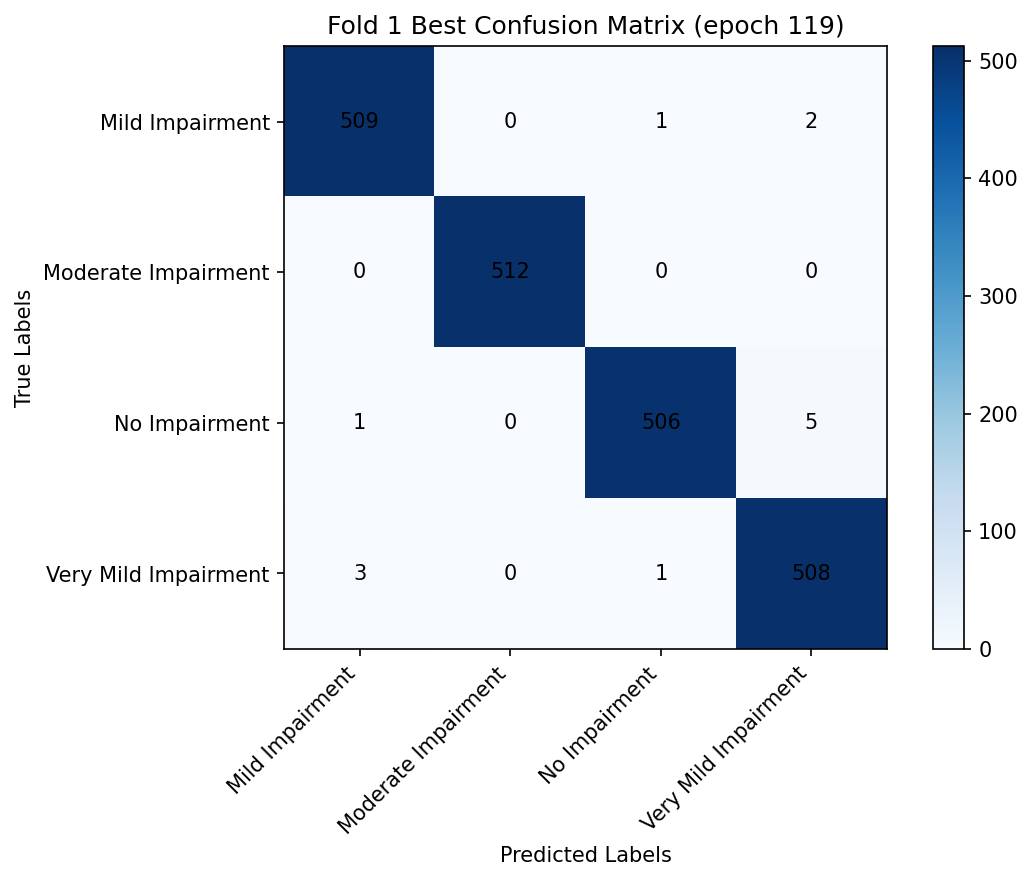 Fold 1 Best Confusion Matrix (epoch 119)
True Labels
Mild Impairment 509 0 1 2
Moderate Impairment 0 512 0 0
No Impairment 1 0 506 5
Very Mild Impairment 3 0 1 508
Mild Impairment
Moderate Impairment
No Impairment
Very Mild Impairment
Predicted Labels
500
400
300
200
100
0